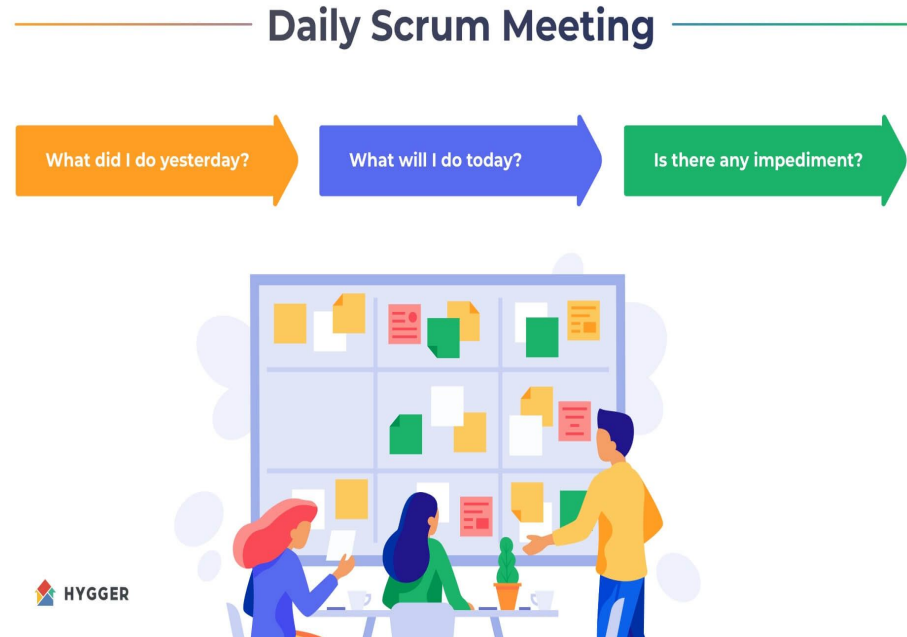 Daily Scrum Meeting
What did I do yesterday?
What will I do today?
Is there any impediment?
HYGGER